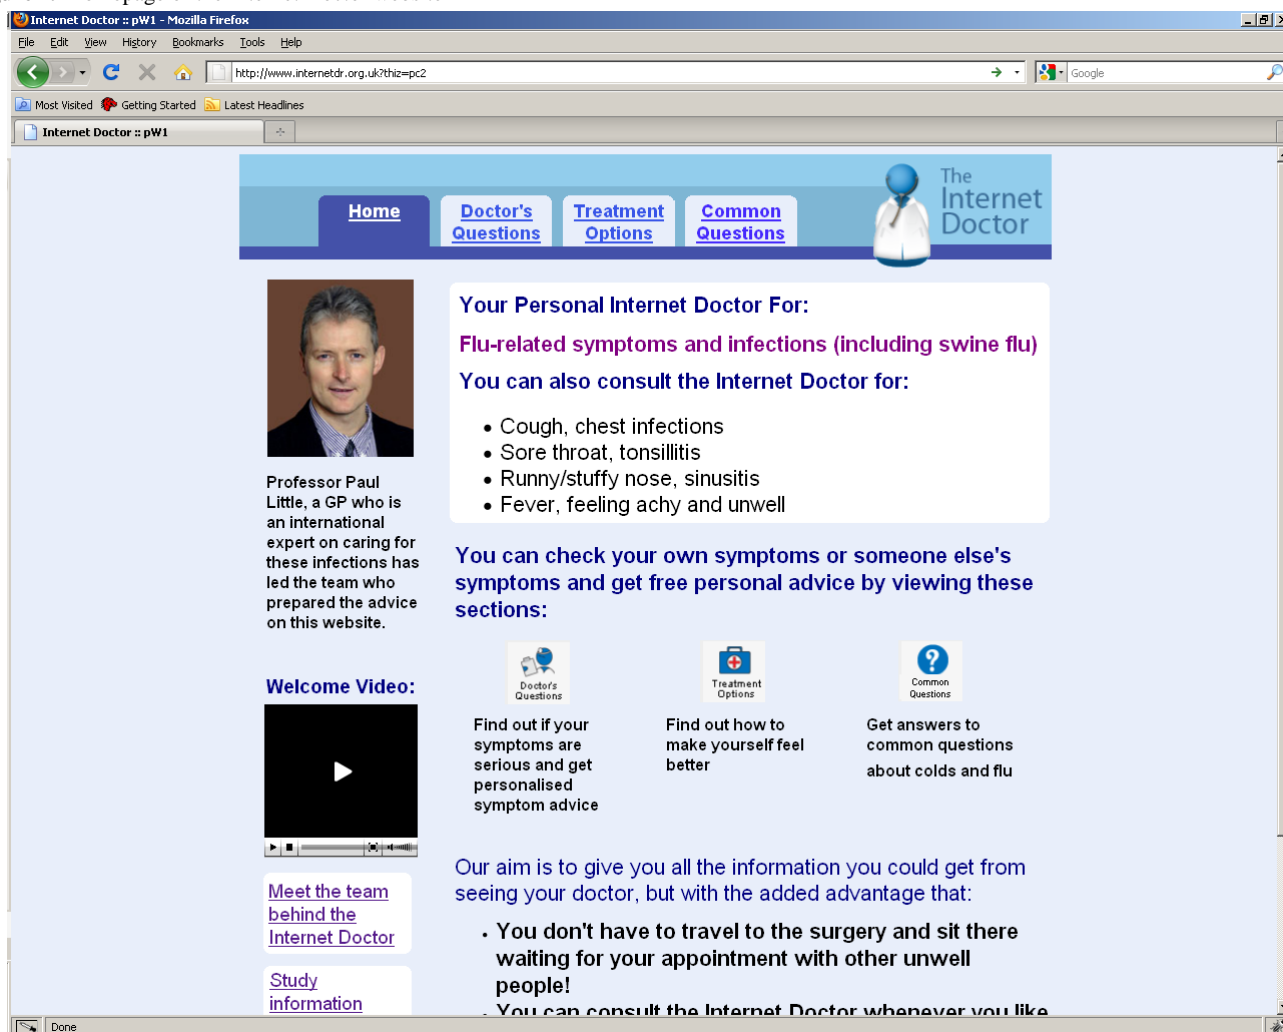 Internet Doctor :: pW1 - Mozilla Firefox
File Edit View History Bookmarks Tools Help
http://www.internetdr.org.uk?thiz=pc2
Google
Most Visited Getting Started Latest Headlines
Internet Doctor :: pW1
Home
Doctor's
Questions
Treatment
Options
Common
Questions
The
Internet
Doctor
Professor Paul
Little, a GP who is
an international
expert on caring for
these infections has
led the team who
prepared the advice
on this website.
Welcome Video:
Meet the team
behind the
Internet Doctor
Study
information
Your Personal Internet Doctor For:
Flu-related symptoms and infections (including swine flu)
You can also consult the Internet Doctor for:
• Cough, chest infections
• Sore throat, tonsillitis
• Runny/stuffy nose, sinusitis
• Fever, feeling achy and unwell
You can check your own symptoms or someone else's
symptoms and get free personal advice by viewing these
sections:
Doctor's
Questions
Find out if your
symptoms are
serious and get
personalised
symptom advice
Treatment
Options
Find out how to
make yourself feel
better
Common
Questions
Get answers to
common questions
about colds and flu
Our aim is to give you all the information you could get from
seeing your doctor, but with the added advantage that:
• You don't have to travel to the surgery and sit there
waiting for your appointment with other unwell
people!
• You can consult the Internet Doctor whenever you like
Done